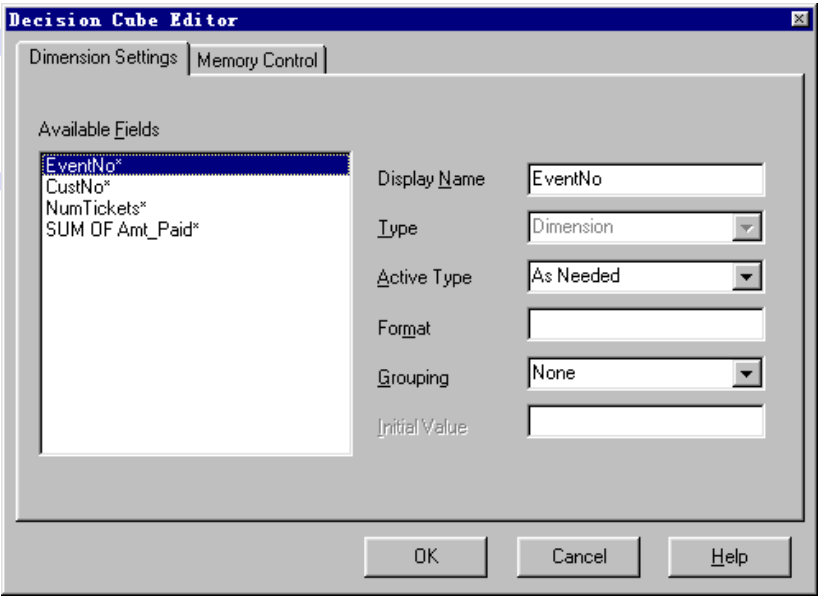 Decision Cube Editor
Dimension Settings
Memory Control
Available Fields
EventNo*
CustNo*
NumTickets*
SUM OF Amt_Paid*
Display Name
EventNo
Type
Dimension
Active Type
As Needed
Format
Grouping
None
Initial Value
OK
Cancel
Help